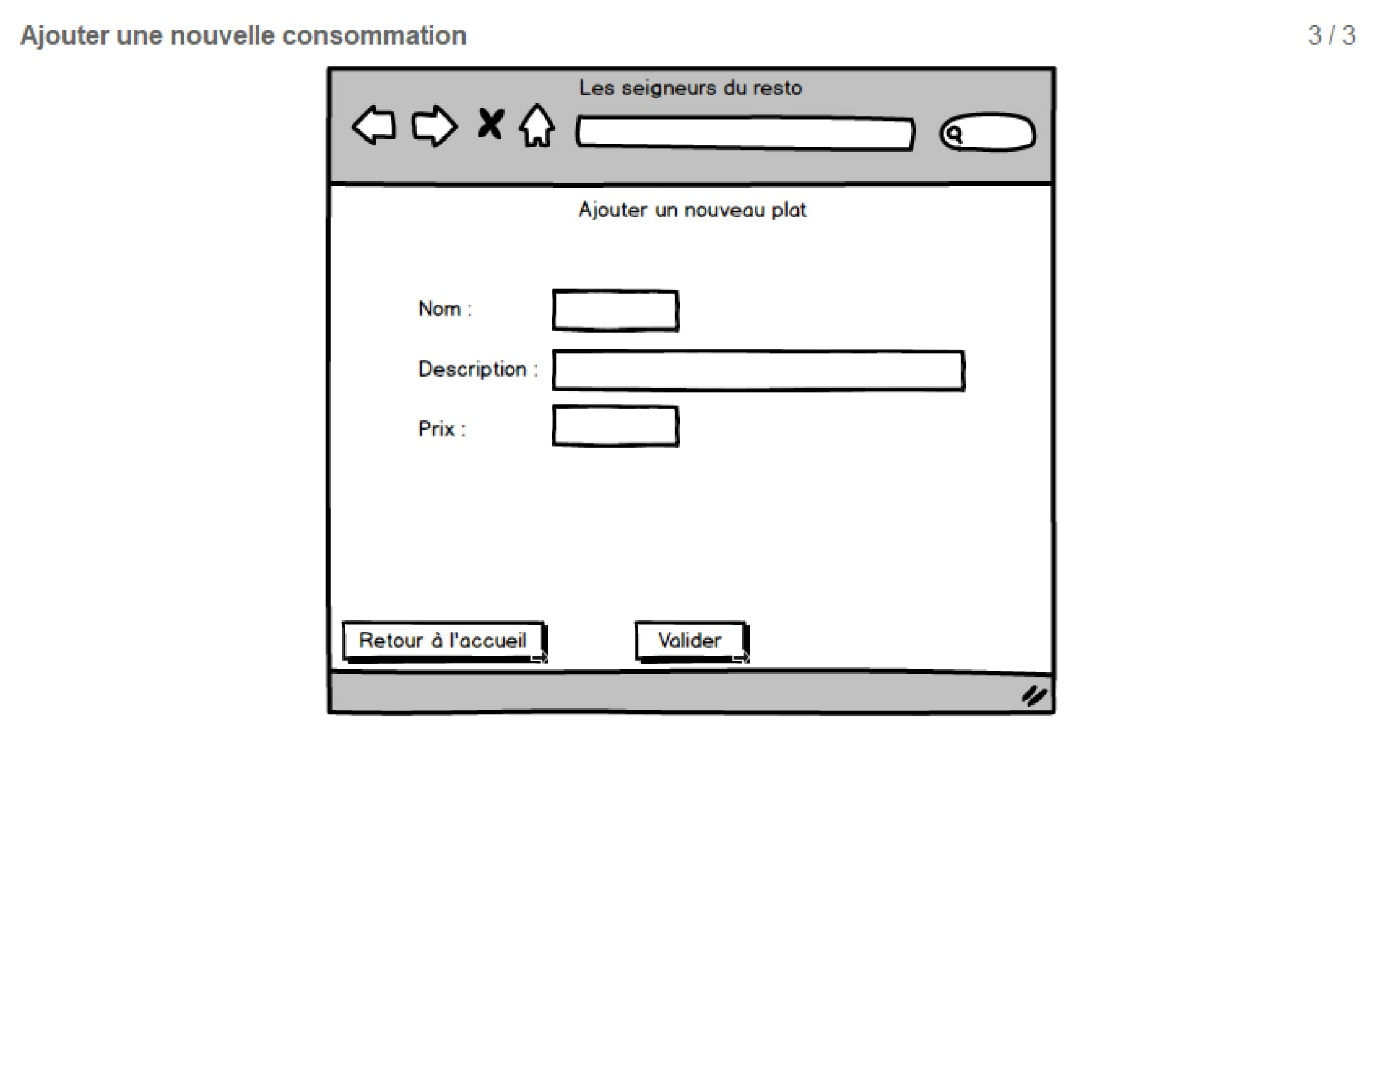 Ajouter une nouvelle consommation 3 / 3
Les seigneurs du resto
Ajouter un nouveau plat
Nom :
Description :
Prix :
Retour à l'accueil Valider